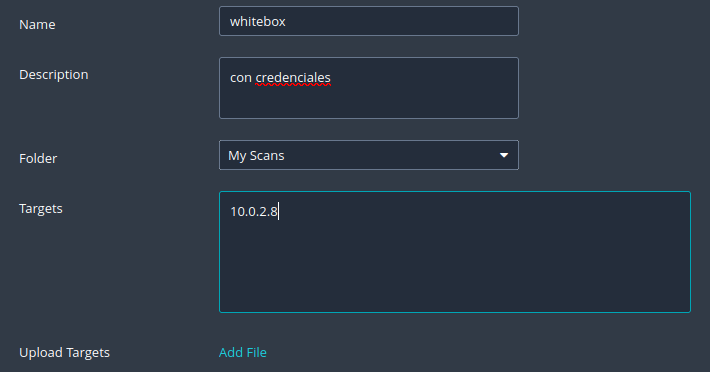 Name
whitebox
Description
con credenciales
Folder
My Scans
Targets
10.0.2.8
Upload Targets
Add File